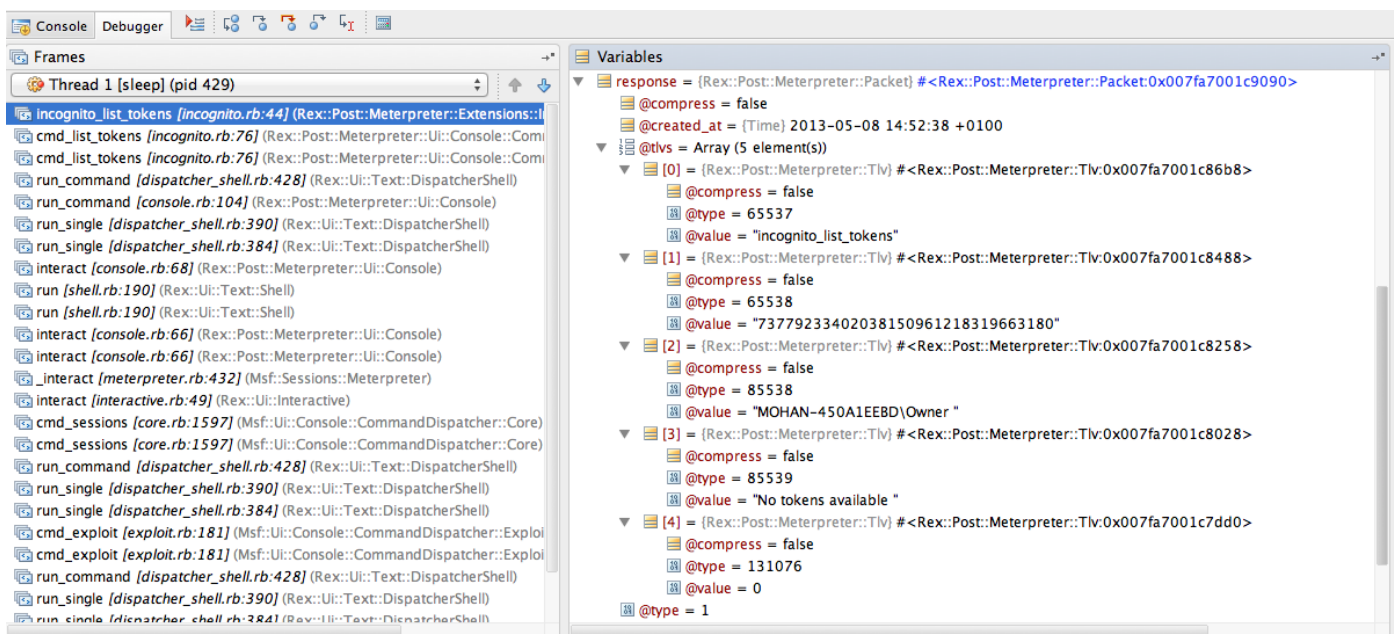 Console Debugger
Frames
Thread 1 [sleep] (pid 429)
incognito_list_tokens [incognito.rb:44] (Rex::Post::Meterpreter::Extensions::I
cmd_list_tokens [incognito.rb:76] (Rex::Post::Meterpreter::Ui::Console::Com
cmd_list_tokens [incognito.rb:76] (Rex::Post::Meterpreter::Ui::Console::Com
run_command [dispatcher_shell.rb:428] (Rex::Ui::Text::DispatcherShell)
run_command [console.rb:104] (Rex::Post::Meterpreter::Ui::Console)
run_single [dispatcher_shell.rb:390] (Rex::Ui::Text::DispatcherShell)
run_single [dispatcher_shell.rb:384] (Rex::Ui::Text::DispatcherShell)
interact [console.rb:68] (Rex::Post::Meterpreter::Ui::Console)
run [shell.rb:190] (Rex::Ui::Text::Shell)
run [shell.rb:190] (Rex::Ui::Text::Shell)
interact [console.rb:66] (Rex::Post::Meterpreter::Ui::Console)
interact [console.rb:66] (Rex::Post::Meterpreter::Ui::Console)
_interact [meterpreter.rb:432] (Msf::Sessions::Meterpreter)
interact [interactive.rb:49] (Rex::Ui::Interactive)
cmd_sessions [core.rb:1597] (Msf::Ui::Console::CommandDispatcher::Core)
cmd_sessions [core.rb:1597] (Msf::Ui::Console::CommandDispatcher::Core)
run_command [dispatcher_shell.rb:428] (Rex::Ui::Text::DispatcherShell)
run_single [dispatcher_shell.rb:390] (Rex::Ui::Text::DispatcherShell)
run_single [dispatcher_shell.rb:384] (Rex::Ui::Text::DispatcherShell)
cmd_exploit [exploit.rb:181] (Msf::Ui::Console::CommandDispatcher::Exploi
cmd_exploit [exploit.rb:181] (Msf::Ui::Console::CommandDispatcher::Exploi
run_command [dispatcher_shell.rb:428] (Rex::Ui::Text::DispatcherShell)
run_single [dispatcher_shell.rb:390] (Rex::Ui::Text::DispatcherShell)
run_single [dispatcher_shell.rb:384] (Rex::Ui::Text::DispatcherShell)
Variables
response = {Rex::Post::Meterpreter::Packet} #<Rex::Post::Meterpreter::Packet:0x007fa7001c9090>
@compress = false
@created_at = {Time} 2013-05-08 14:52:38 +0100
@tlvs = Array (5 element(s))
[0] = {Rex::Post::Meterpreter::Tlv} #<Rex::Post::Meterpreter::Tlv:0x007fa7001c86b8>
@compress = false
@type = 65537
@value = "incognito_list_tokens"
[1] = {Rex::Post::Meterpreter::Tlv} #<Rex::Post::Meterpreter::Tlv:0x007fa7001c8488>
@compress = false
@type = 65538
@value = "73779233402038150961218319663180"
[2] = {Rex::Post::Meterpreter::Tlv} #<Rex::Post::Meterpreter::Tlv:0x007fa7001c8258>
@compress = false
@type = 85538
@value = "MOHAN-450A1EEBD\Owner "
[3] = {Rex::Post::Meterpreter::Tlv} #<Rex::Post::Meterpreter::Tlv:0x007fa7001c8028>
@compress = false
@type = 85539
@value = "No tokens available "
[4] = {Rex::Post::Meterpreter::Tlv} #<Rex::Post::Meterpreter::Tlv:0x007fa7001c7dd0>
@compress = false
@type = 131076
@value = 0
@type = 1